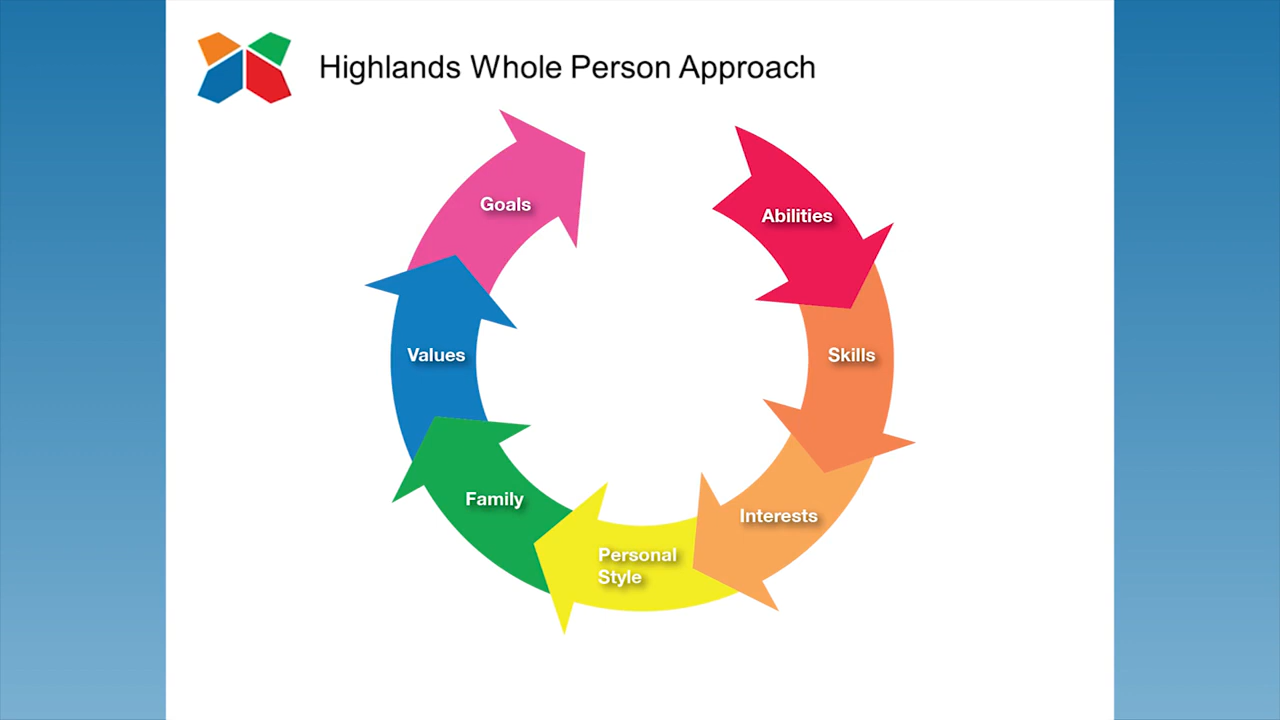 Highlands Whole Person Approach
Abilities
Skills
Interests
Personal
Style
Family
Values
Goals